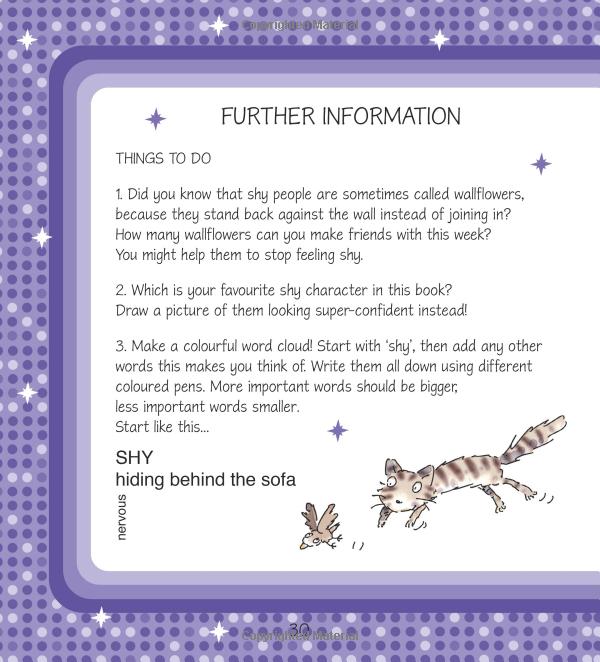 Copyrighted Material
FURTHER INFORMATION
THINGS TO DO
1. Did you know that shy people are sometimes called wallflowers,
because they stand back against the wall instead of joining in?
How many wallflowers can you make friends with this week?
You might help them to stop feeling shy.
2. Which is your favourite shy character in this book?
Draw a picture of them looking super-confident instead!
3. Make a colourful word cloud! Start with ‘shy’, then add any other
words this makes you think of. Write them all down using different
coloured pens. More important words should be bigger,
less important words smaller.
Start like this...
SHY
hiding behind the sofa
nervous
30
Copyrighted Material